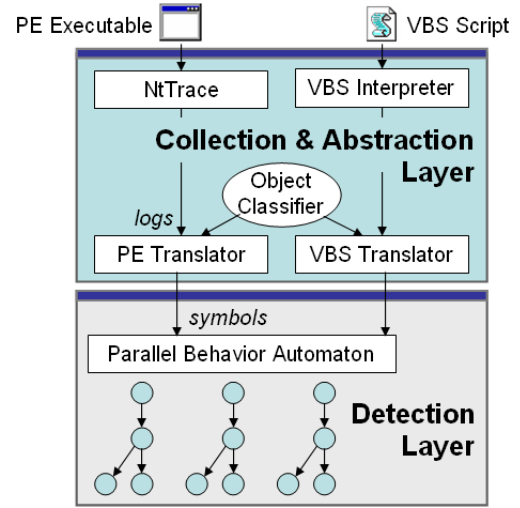 PE Executable
VBS Script
NtTrace
VBS Interpreter
Collection & Abstraction
Layer
Object
Classifier
logs
PE Translator
VBS Translator
symbols
Parallel Behavior Automaton
Detection
Layer